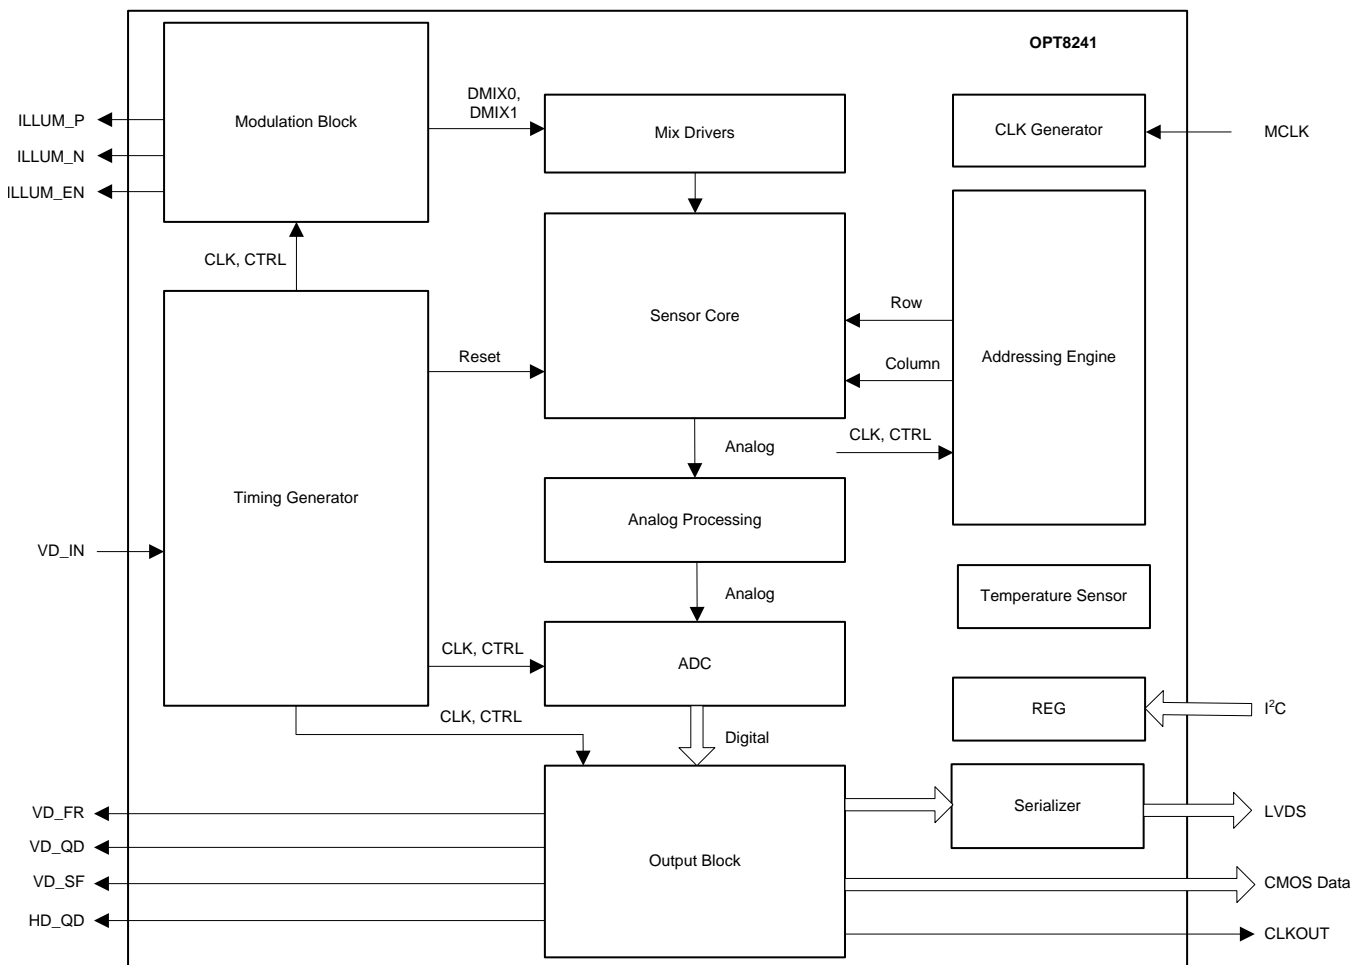 OPT8241
DMIX0,
DMIX1
ILLUM_P
Modulation Block
Mix Drivers
CLK Generator
MCLK
ILLUM_N
ILLUM_EN
CLK, CTRL
Sensor Core
Row
Reset
Addressing Engine
Column
Analog
CLK, CTRL
Timing Generator
Analog Processing
VD_IN
Analog
Temperature Sensor
CLK, CTRL
ADC
REG
I²C
CLK, CTRL
Digital
VD_FR
Serializer
LVDS
VD_QD
Output Block
VD_SF
CMOS Data
HD_QD
CLKOUT